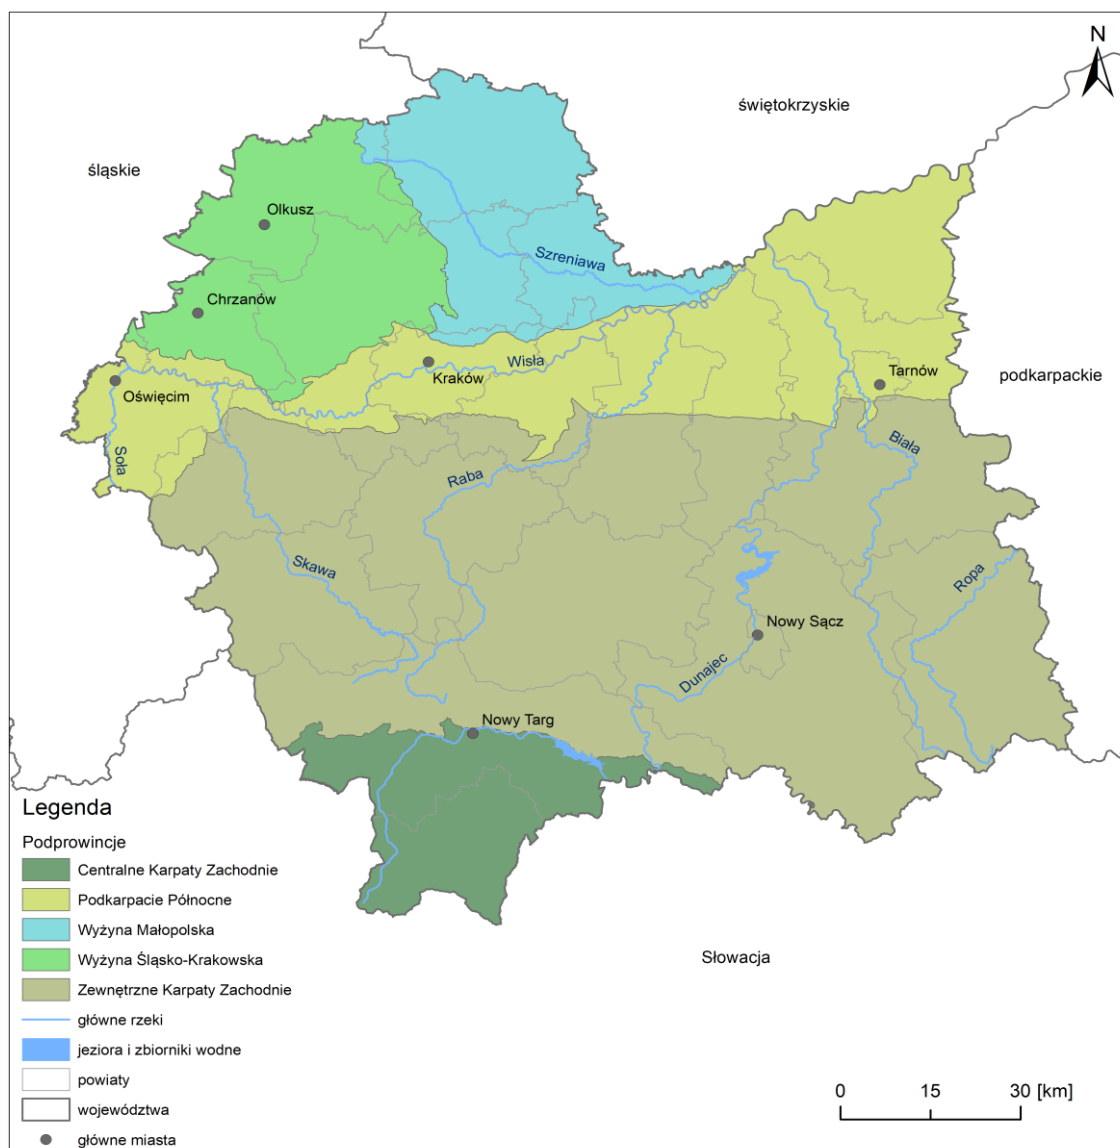 N
świętokrzyskie
śląskie
Olkusz
Szreniawa
Chrzanów
Wisła
Kraków
Tarnów
podkarpackie
Oświęcim
Soła
Biała
Raba
Skawa
Ropa
Nowy Sącz
Dunajec
Nowy Targ
Legenda
Podprowincje
Centralne Karpaty Zachodnie
Podkarpacie Północne
Wyżyna Małopolska
Wyżyna Śląsko-Krakowska
Zewnętrzne Karpaty Zachodnie
główne rzeki
jeziora i zbiorniki wodne
powiaty
województwa
główne miasta
Słowacja
0 15 30 [km]